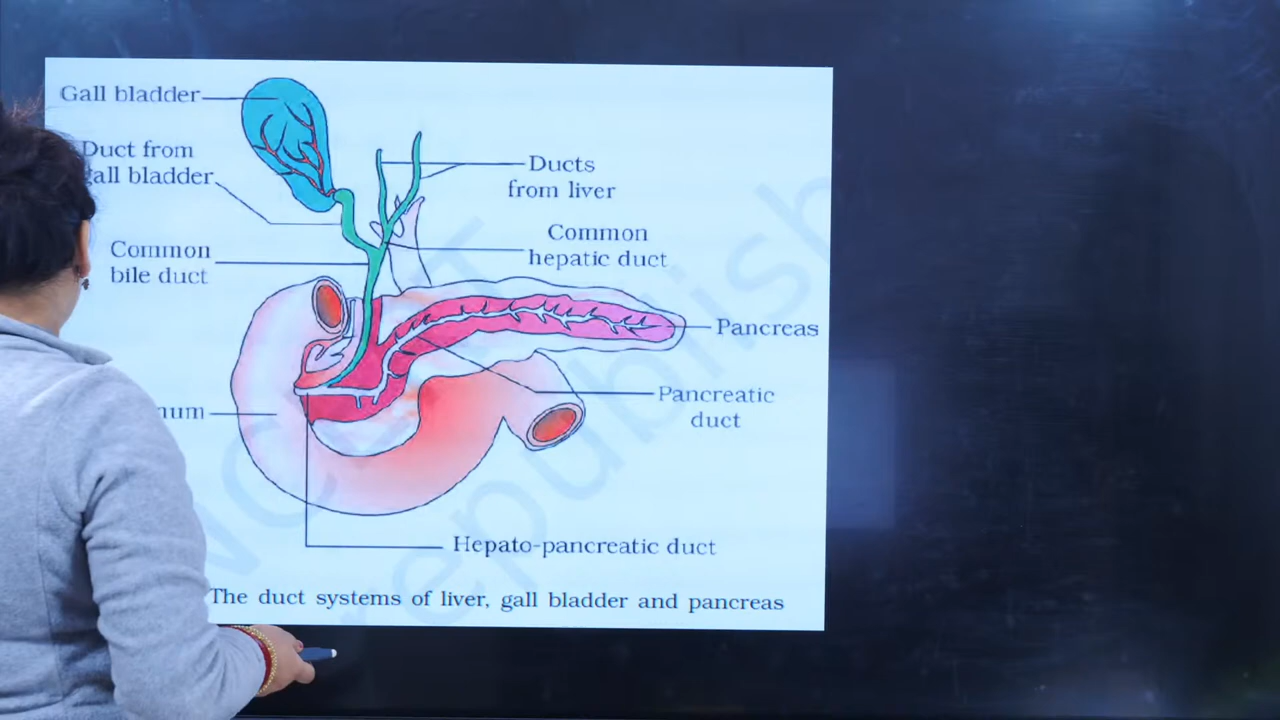 Gall bladder
Duct from
gall bladder
Ducts
from liver
Common
hepatic duct
Common
bile duct
Pancreas
Pancreatic
duct
Hepato-pancreatic duct
The duct systems of liver, gall bladder and pancreas